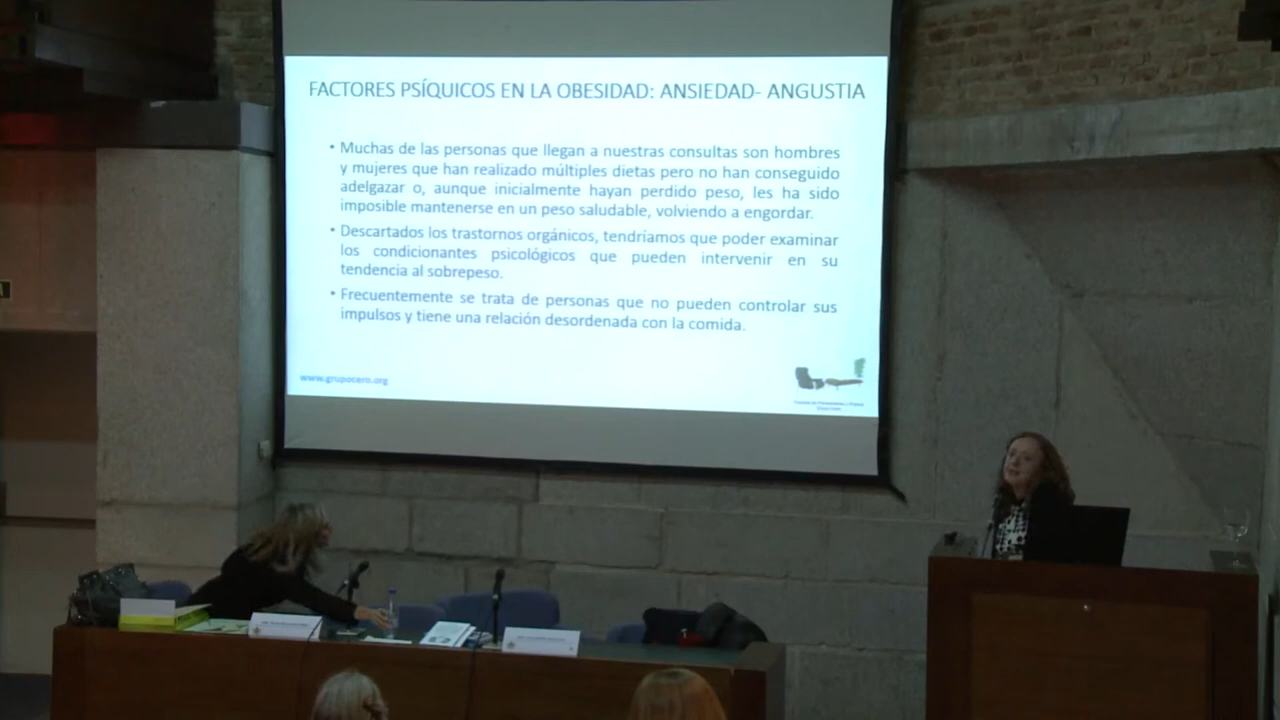 FACTORES PSÍQUICOS EN LA OBESIDAD: ANSIEDAD- ANGUSTIA
• Muchas de las personas que llegan a nuestras consultas son hombres
y mujeres que han realizado múltiples dietas pero no han conseguido
adelgazar o, aunque inicialmente hayan perdido peso, les ha sido
imposible mantenerse en un peso saludable, volviendo a engordar.
• Descartados los trastornos orgánicos, tendríamos que poder examinar
los condicionantes psicológicos que pueden intervenir en su
tendencia al sobrepeso.
• Frecuentemente se trata de personas que no pueden controlar sus
impulsos y tiene una relación desordenada con la comida.
www.grupocero.org